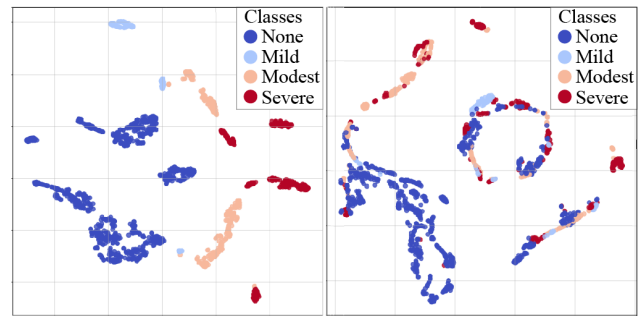 Classes
None
Mild
Modest
Severe
Classes
None
Mild
Modest
Severe